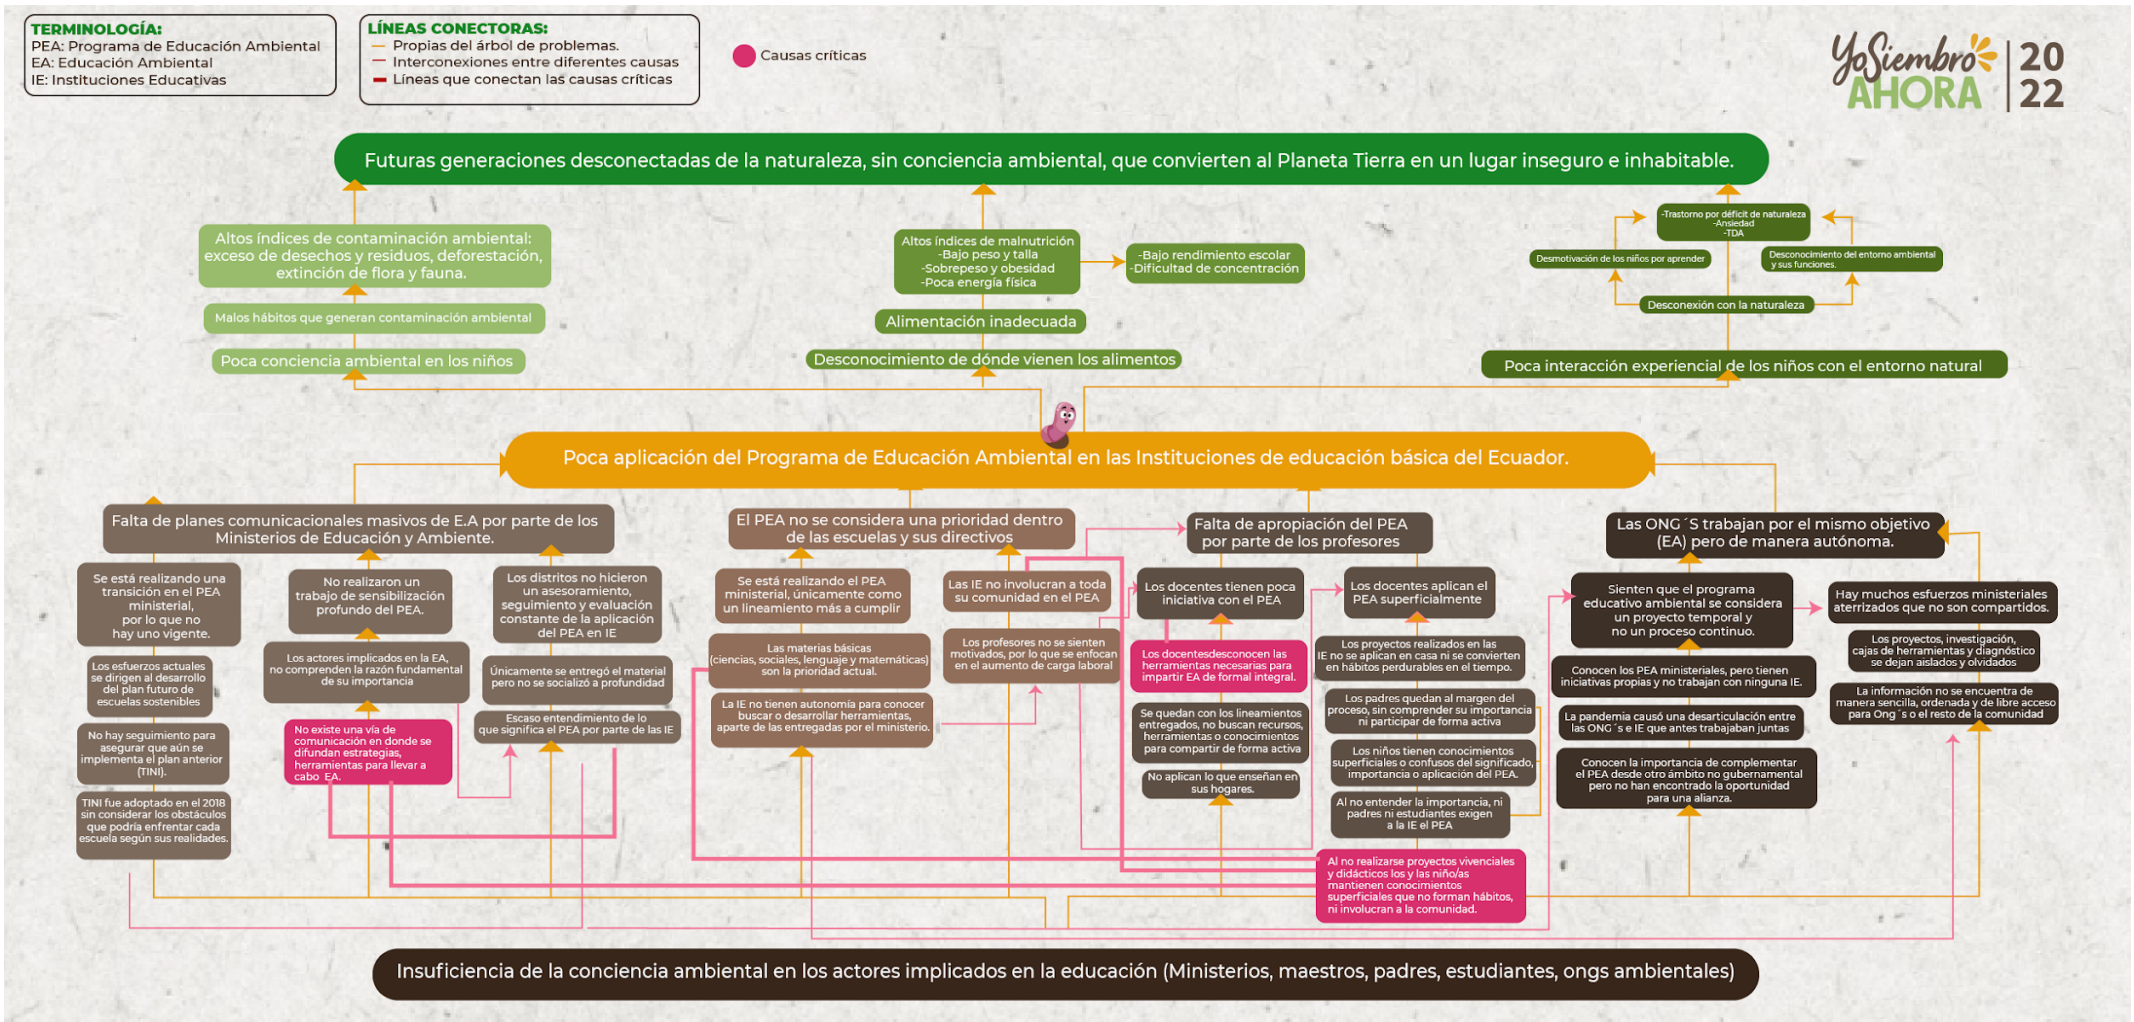 TERMINOLOGÍA:
PEA: Programa de Educación Ambiental
EA: Educación Ambiental
IE: Instituciones Educativas
LÍNEAS CONECTORAS:
Propias del árbol de problemas.
Interconexiones entre diferentes causas
Líneas que conectan las causas críticas
Causas críticas
YoSiembro
AHORA
20
22
Futuras generaciones desconectadas de la naturaleza, sin conciencia ambiental, que convierten al Planeta Tierra en un lugar inseguro e inhabitable.
Altos índices de contaminación ambiental:
exceso de desechos y residuos, deforestación,
extinción de flora y fauna.
Malos hábitos que generan contaminación ambiental
Poca conciencia ambiental en los niños
Altos índices de malnutrición
-Bajo peso y talla
-Sobrepeso y obesidad
-Poca energía física
-Bajo rendimiento escolar
-Dificultad de concentración
Alimentación inadecuada
Desconocimiento de dónde vienen los alimentos
-Trastorno por déficit de naturaleza
-Ansiedad
-TDA
Desmotivación de los niños por aprender
Desconocimiento del entorno ambiental
y sus funciones.
Desconexión con la naturaleza
Poca interacción experiencial de los niños con el entorno natural
Poca aplicación del Programa de Educación Ambiental en las Instituciones de educación básica del Ecuador.
Falta de planes comunicacionales masivos de E.A por parte de los
Ministerios de Educación y Ambiente.
Se está realizando una
transición en el PEA
ministerial,
por lo que no
hay uno vigente.
Los esfuerzos actuales
se dirigen al desarrollo
del plan futuro de
escuelas sostenibles
No hay seguimiento para
asegurar que aún se
implementa el plan anterior
(TINI).
TINI fue adoptado en el 2018
sin considerar los obstáculos
que podría enfrentar cada
escuela según sus realidades.
No realizaron un
trabajo de sensibilización
profundo del PEA.
Los actores implicados en la EA,
no comprenden la razón fundamental
de su importancia
No existe una vía de
comunicación en donde se
difundan estrategias,
herramientas para llevar a
cabo EA.
Los distritos no hicieron
un asesoramiento,
seguimiento y evaluación
constante de la aplicación
del PEA en IE
Únicamente se entregó el material
pero no se socializó a profundidad
Escaso entendimiento de lo
que significa el PEA por parte de las IE
El PEA no se considera una prioridad dentro
de las escuelas y sus directivos
Se está realizando el PEA
ministerial, únicamente como
un lineamiento más a cumplir
Las materias básicas
(ciencias, sociales, lenguaje y matemáticas)
son la prioridad actual.
La IE no tienen autonomía para conocer
buscar o desarrollar herramientas,
aparte de las entregadas por el ministerio.
Las IE no involucran a toda
su comunidad en el PEA
Los profesores no se sienten
motivados, por lo que se enfocan
en el aumento de carga laboral
Falta de apropiación del PEA
por parte de los profesores
Los docentes tienen poca
iniciativa con el PEA
Los docentesdesconocen las
herramientas necesarias para
impartir EA de formal integral.
Se quedan con los lineamientos
entregados, no buscan recursos,
herramientas o conocimientos
para compartir de forma activa
No aplican lo que enseñan en
sus hogares.
Los docentes aplican el
PEA superficialmente
Los proyectos realizados en las
IE no se aplican en casa ni se convierten
en hábitos perdurables en el tiempo.
Los padres quedan al margen del
proceso, sin comprender su importancia
ni participar de forma activa
Los niños tienen conocimientos
superficiales o confusos del significado,
importancia o aplicación del PEA.
Al no entender la importancia, ni
padres ni estudiantes exigen
a la IE el PEA
Al no realizarse proyectos vivenciales
y didácticos los y las niño/as
mantienen conocimientos
superficiales que no forman hábitos,
ni involucran a la comunidad.
Las ONG´S trabajan por el mismo objetivo
(EA) pero de manera autónoma.
Sienten que el programa
educativo ambiental se considera
un proyecto temporal y
no un proceso continuo.
Conocen los PEA ministeriales, pero tienen
iniciativas propias y no trabajan con ninguna IE.
La pandemia causó una desarticulación entre
las ONG´s e IE que antes trabajaban juntas
Conocen la importancia de complementar
el PEA desde otro ámbito no gubernamental
pero no han encontrado la oportunidad
para una alianza.
Hay muchos esfuerzos ministeriales
aterrizados que no son compartidos.
Los proyectos, investigación,
cajas de herramientas y diagnóstico
se dejan aislados y olvidados
La información no se encuentra de
manera sencilla, ordenada y de libre acceso
para Ong´s o el resto de la comunidad
Insuficiencia de la conciencia ambiental en los actores implicados en la educación (Ministerios, maestros, padres, estudiantes, ongs ambientales)